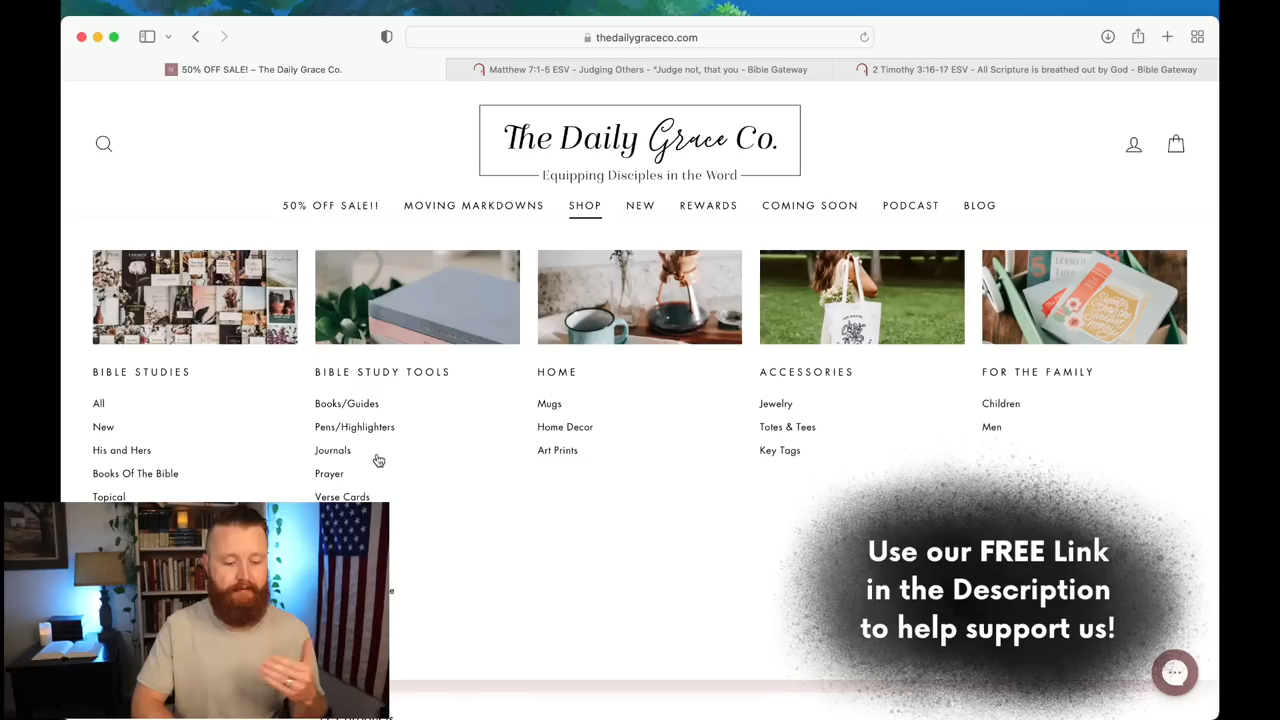 thedailygraceco.com
50% OFF SALE! – The Daily Grace Co.
Matthew 7:1-5 ESV - Judging Others - "Judge not, that you - Bible Gateway
2 Timothy 3:16-17 ESV - All Scripture is breathed out by God - Bible Gateway
The Daily Grace Co.
Equipping Disciples in the Word
50% OFF SALE!! MOVING MARKDOWNS SHOP NEW REWARDS COMING SOON PODCAST BLOG
BIBLE STUDIES
All
New
His and Hers
Books Of The Bible
Topical
BIBLE STUDY TOOLS
Books/Guides
Pens/Highlighters
Journals
Prayer
Verse Cards
HOME
Mugs
Home Decor
Art Prints
ACCESSORIES
Jewelry
Totes & Tees
Key Tags
FOR THE FAMILY
Children
Men
Use our FREE Link
in the Description
to help support us!